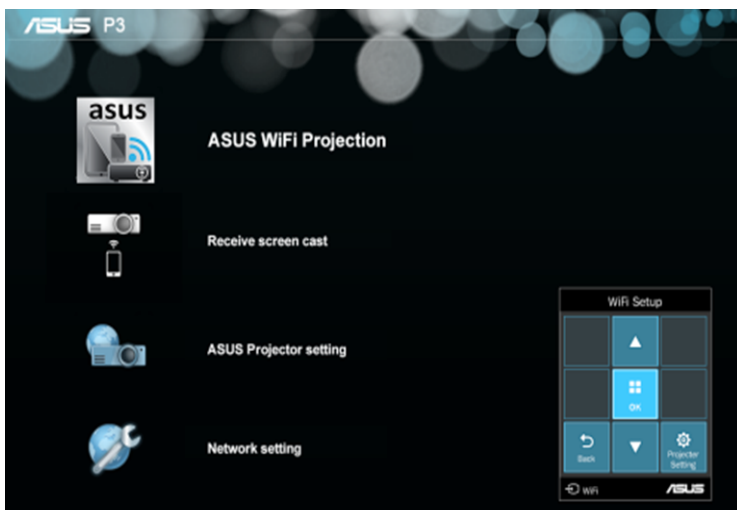 ASUS P3
asus
ASUS WiFi Projection
Receive screen cast
ASUS Projector setting
Network setting
WiFi Setup
OK
Back
Projector
Setting
WiFi
ASUS